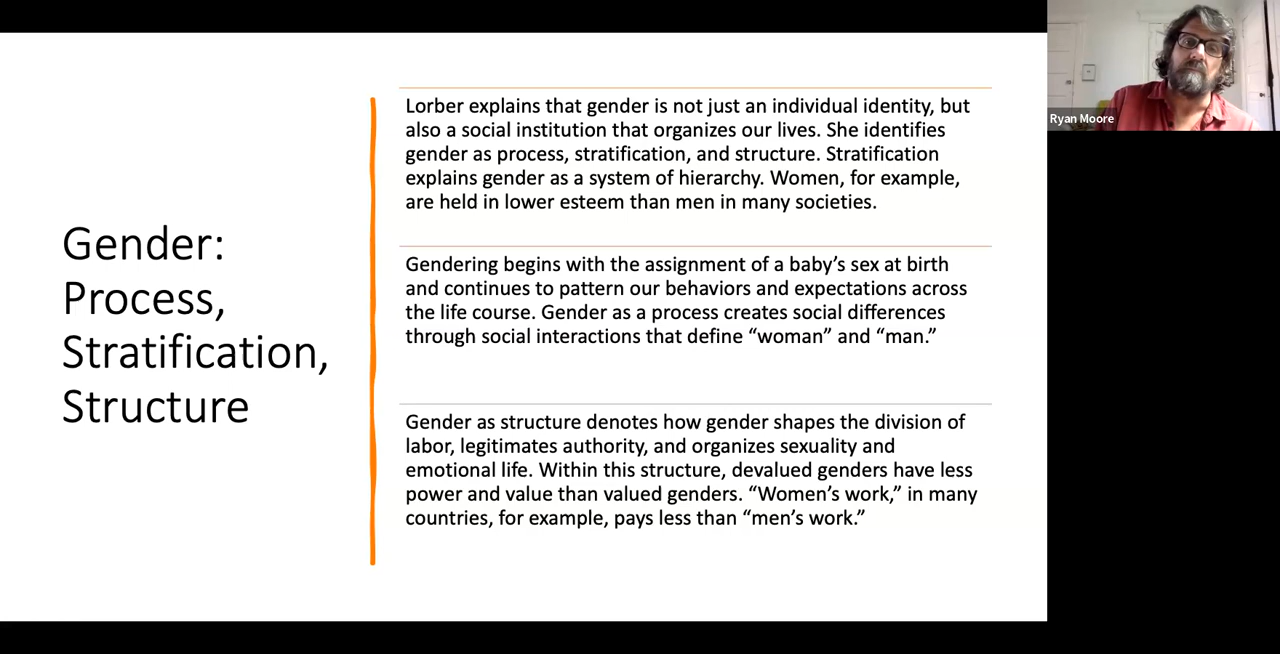 Gender:
Process,
Stratification,
Structure
Lorber explains that gender is not just an individual identity, but
also a social institution that organizes our lives. She identifies
gender as process, stratification, and structure. Stratification
explains gender as a system of hierarchy. Women, for example,
are held in lower esteem than men in many societies.
Gendering begins with the assignment of a baby’s sex at birth
and continues to pattern our behaviors and expectations across
the life course. Gender as a process creates social differences
through social interactions that define “woman” and “man.”
Gender as structure denotes how gender shapes the division of
labor, legitimates authority, and organizes sexuality and
emotional life. Within this structure, devalued genders have less
power and value than valued genders. “Women’s work,” in many
countries, for example, pays less than “men’s work.”
Ryan Moore